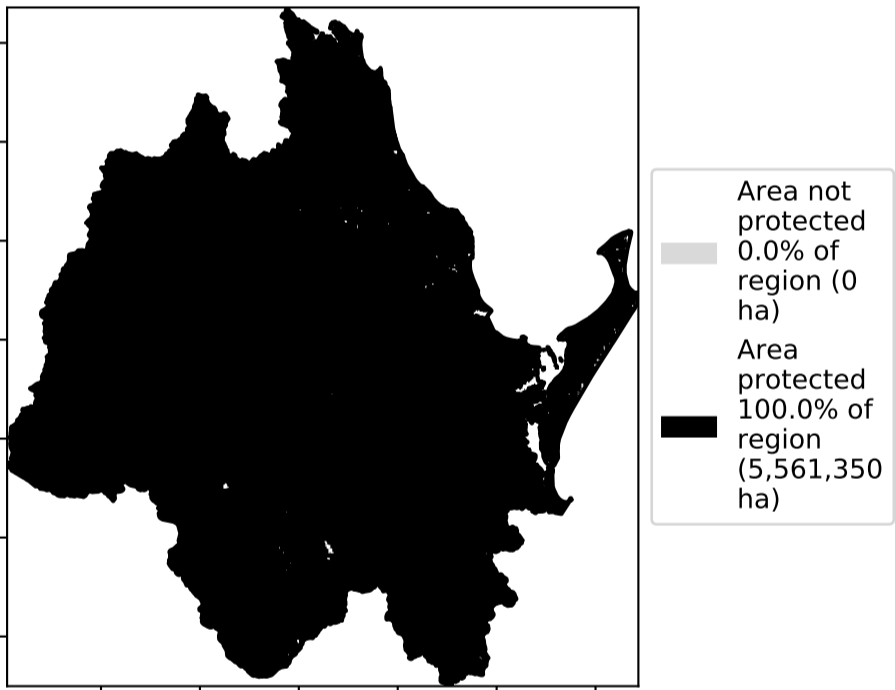 Area not
protected
0.0% of
region (0
ha)
Area
protected
100.0% of
region
(5,561,350
ha)